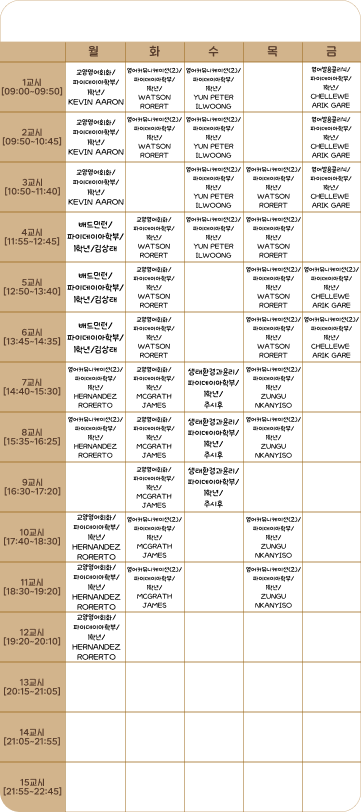 월 화 수 목 금
1교시
[09:00~09:50]
교양영어회화/
파이데이아학부/
1학년/
KEVIN AARON
영어커뮤니케이션(2)/
파이데이아학부/
1학년/
WATSON
RORERT
영어커뮤니케이션(2)/
파이데이아학부/
1학년/
YUN PETER
ILWOONG
영어발음클리닉/
파이데이아학부/
1학년/
CHELLEWE
ARIK GARE
2교시
[09:50~10:45]
교양영어회화/
파이데이아학부/
1학년/
KEVIN AARON
영어커뮤니케이션(2)/
파이데이아학부/
1학년/
WATSON
RORERT
영어커뮤니케이션(2)/
파이데이아학부/
1학년/
YUN PETER
ILWOONG
영어발음클리닉/
파이데이아학부/
1학년/
CHELLEWE
ARIK GARE
3교시
[10:50~11:40]
교양영어회화/
파이데이아학부/
1학년/
KEVIN AARON
영어커뮤니케이션(2)/
파이데이아학부/
1학년/
YUN PETER
ILWOONG
영어커뮤니케이션(2)/
파이데이아학부/
1학년/
WATSON
RORERT
영어발음클리닉/
파이데이아학부/
1학년/
CHELLEWE
ARIK GARE
4교시
[11:55~12:45]
배드민턴/
파이데이아학부/
1학년/김상태
교양영어회화/
파이데이아학부/
1학년/
WATSON
RORERT
영어커뮤니케이션(2)/
파이데이아학부/
1학년/
YUN PETER
ILWOONG
영어커뮤니케이션(2)/
파이데이아학부/
1학년/
WATSON
RORERT
5교시
[12:50~13:40]
배드민턴/
파이데이아학부/
1학년/김상태
교양영어회화/
파이데이아학부/
1학년/
WATSON
RORERT
영어커뮤니케이션(2)/
파이데이아학부/
1학년/
WATSON
RORERT
영어커뮤니케이션(2)/
파이데이아학부/
1학년/
CHELLEWE
ARIK GARE
6교시
[13:45~14:35]
배드민턴/
파이데이아학부/
1학년/김상태
교양영어회화/
파이데이아학부/
1학년/
WATSON
RORERT
영어커뮤니케이션(2)/
파이데이아학부/
1학년/
WATSON
RORERT
영어커뮤니케이션(2)/
파이데이아학부/
1학년/
CHELLEWE
ARIK GARE
7교시
[14:40~15:30]
영어커뮤니케이션(2)/
파이데이아학부/
1학년/
HERNANDEZ
RORERTO
교양영어회화/
파이데이아학부/
1학년/
MCGRATH
JAMES
생태환경과윤리/
파이데이아학부/
1학년/
주시후
영어커뮤니케이션(2)/
파이데이아학부/
1학년/
ZUNGU
NKANYISO
8교시
[15:35~16:25]
영어커뮤니케이션(2)/
파이데이아학부/
1학년/
HERNANDEZ
RORERTO
교양영어회화/
파이데이아학부/
1학년/
MCGRATH
JAMES
생태환경과윤리/
파이데이아학부/
1학년/
주시후
영어커뮤니케이션(2)/
파이데이아학부/
1학년/
ZUNGU
NKANYISO
9교시
[16:30~17:20]
교양영어회화/
파이데이아학부/
1학년/
MCGRATH
JAMES
생태환경과윤리/
파이데이아학부/
1학년/
주시후
10교시
[17:40~18:30]
교양영어회화/
파이데이아학부/
1학년/
HERNANDEZ
RORERTO
영어커뮤니케이션(2)/
파이데이아학부/
1학년/
MCGRATH
JAMES
영어커뮤니케이션(2)/
파이데이아학부/
1학년/
ZUNGU
NKANYISO
11교시
[18:30~19:20]
교양영어회화/
파이데이아학부/
1학년/
HERNANDEZ
RORERTO
영어커뮤니케이션(2)/
파이데이아학부/
1학년/
MCGRATH
JAMES
영어커뮤니케이션(2)/
파이데이아학부/
1학년/
ZUNGU
NKANYISO
12교시
[19:20~20:10]
교양영어회화/
파이데이아학부/
1학년/
HERNANDEZ
RORERTO
13교시
[20:15~21:05]
14교시
[21:05~21:55]
15교시
[21:55~22:45]